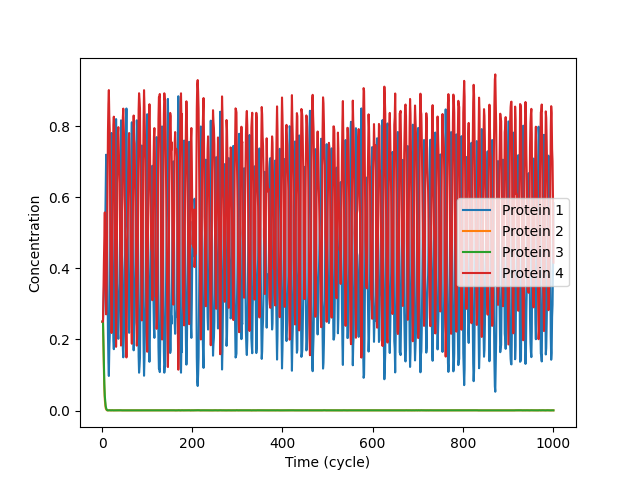 Concentration
0.8
0.6
0.4
0.2
0.0
0
200
400
600
800
1000
Time (cycle)
Protein 1
Protein 2
Protein 3
Protein 4